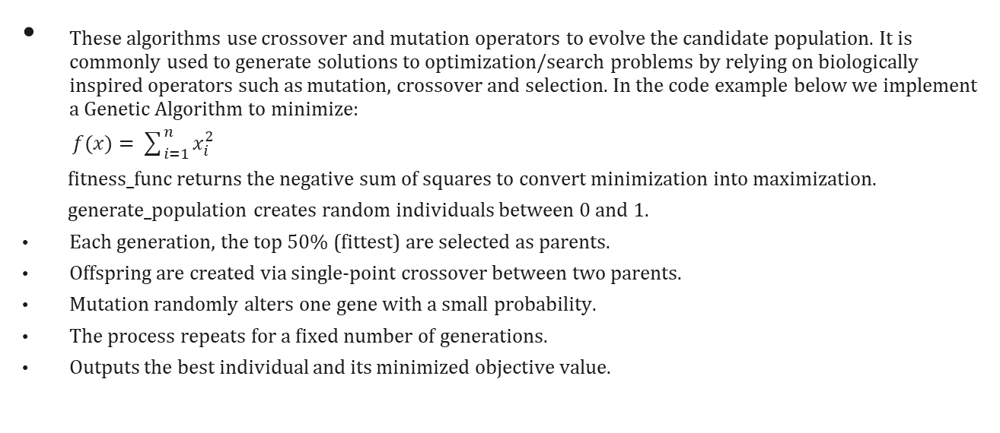 • These algorithms use crossover and mutation operators to evolve the candidate population. It is
commonly used to generate solutions to optimization/search problems by relying on biologically
inspired operators such as mutation, crossover and selection. In the code example below we implement
a Genetic Algorithm to minimize:
f(x) = ∑ⁿᵢ₌₁ xᵢ²
fitness_func returns the negative sum of squares to convert minimization into maximization.
generate_population creates random individuals between 0 and 1.
• Each generation, the top 50% (fittest) are selected as parents.
• Offspring are created via single-point crossover between two parents.
• Mutation randomly alters one gene with a small probability.
• The process repeats for a fixed number of generations.
• Outputs the best individual and its minimized objective value.